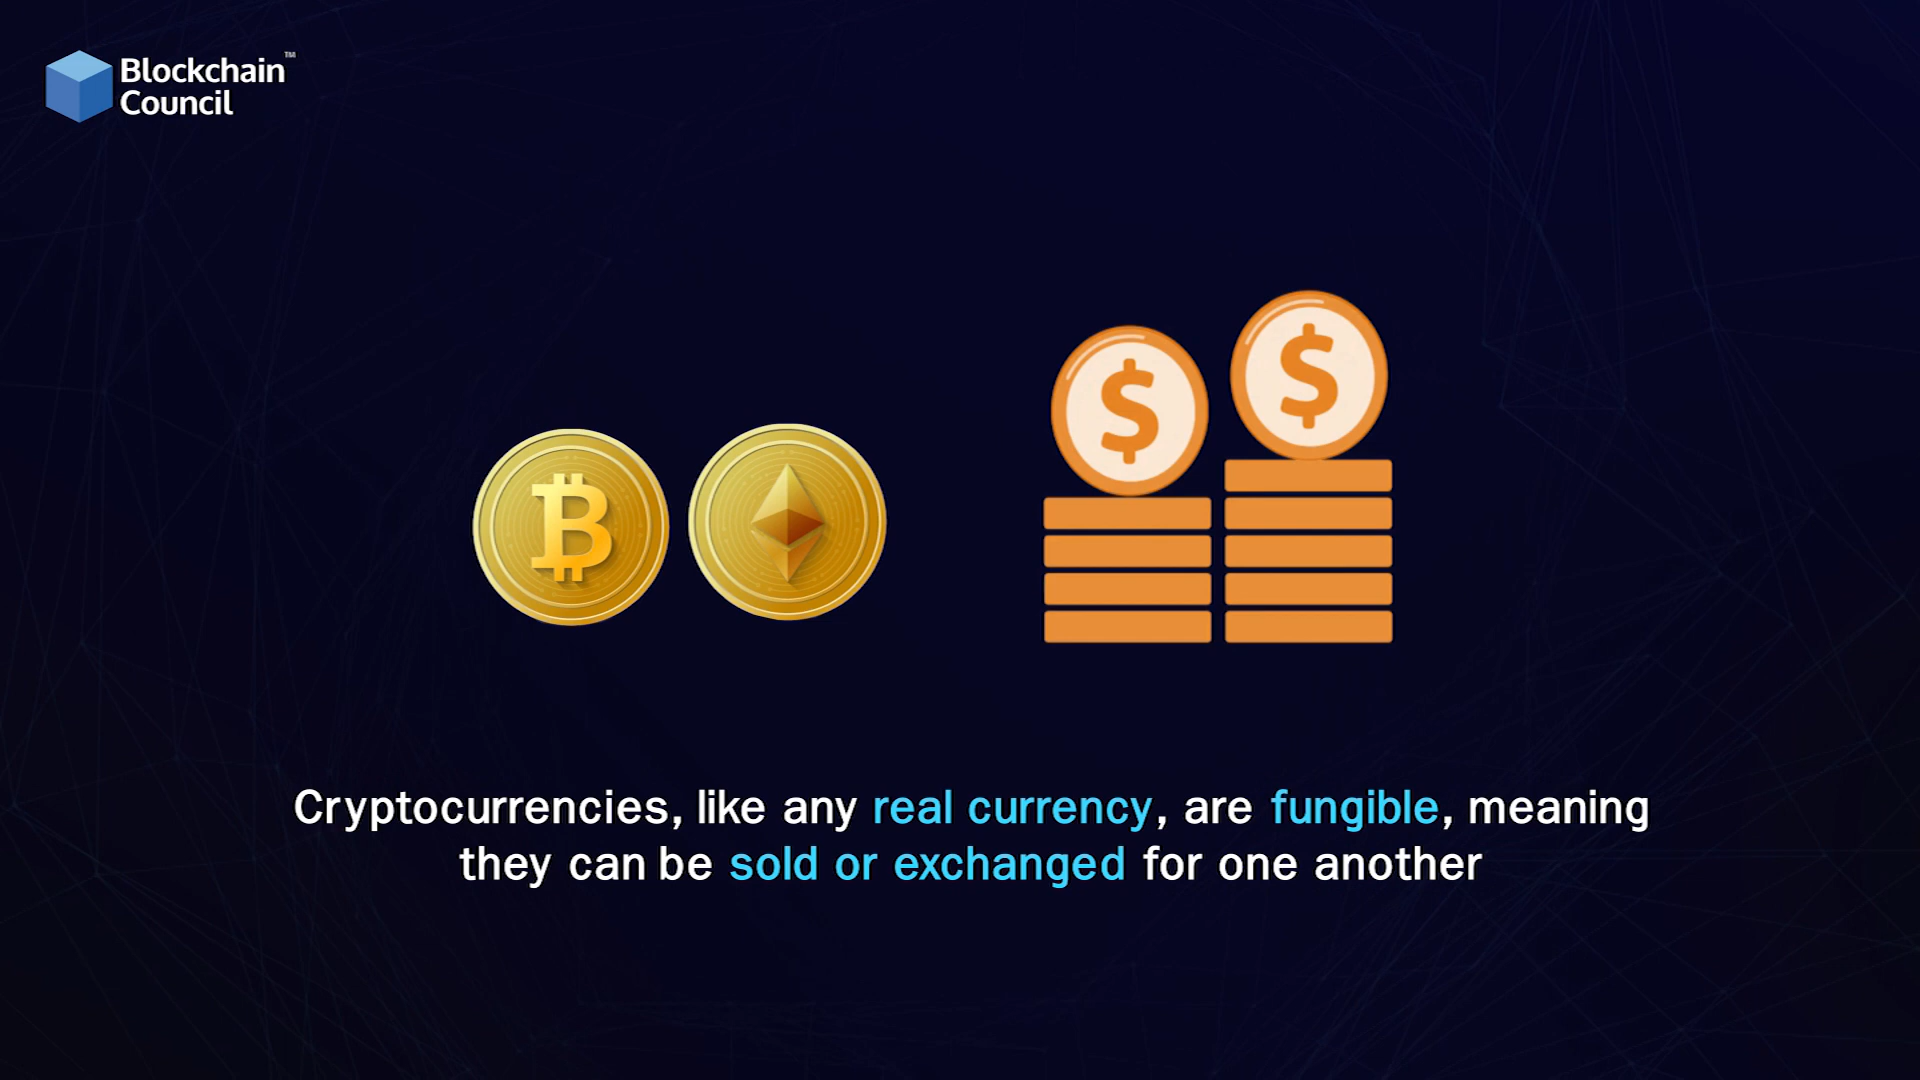 Blockchain™
Council
$
$
Cryptocurrencies, like any real currency, are fungible, meaning
they can be sold or exchanged for one another